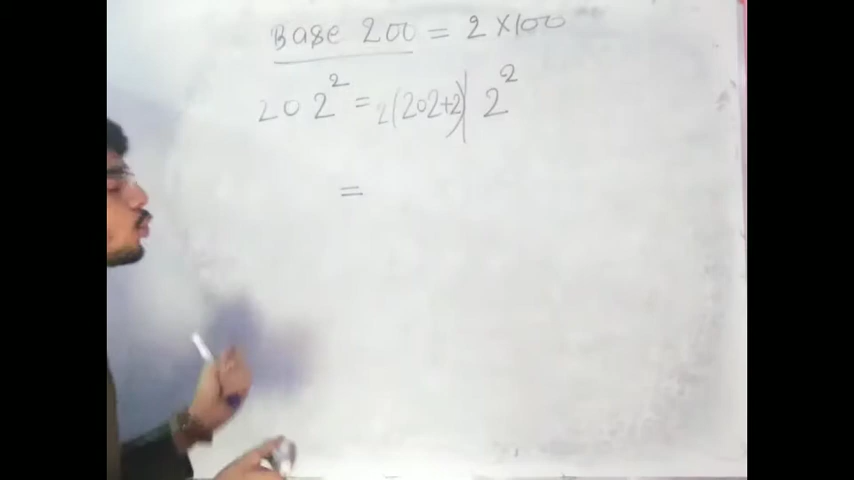 Base 200 = 2 × 100
202² = 2(202+2)| 2²
=